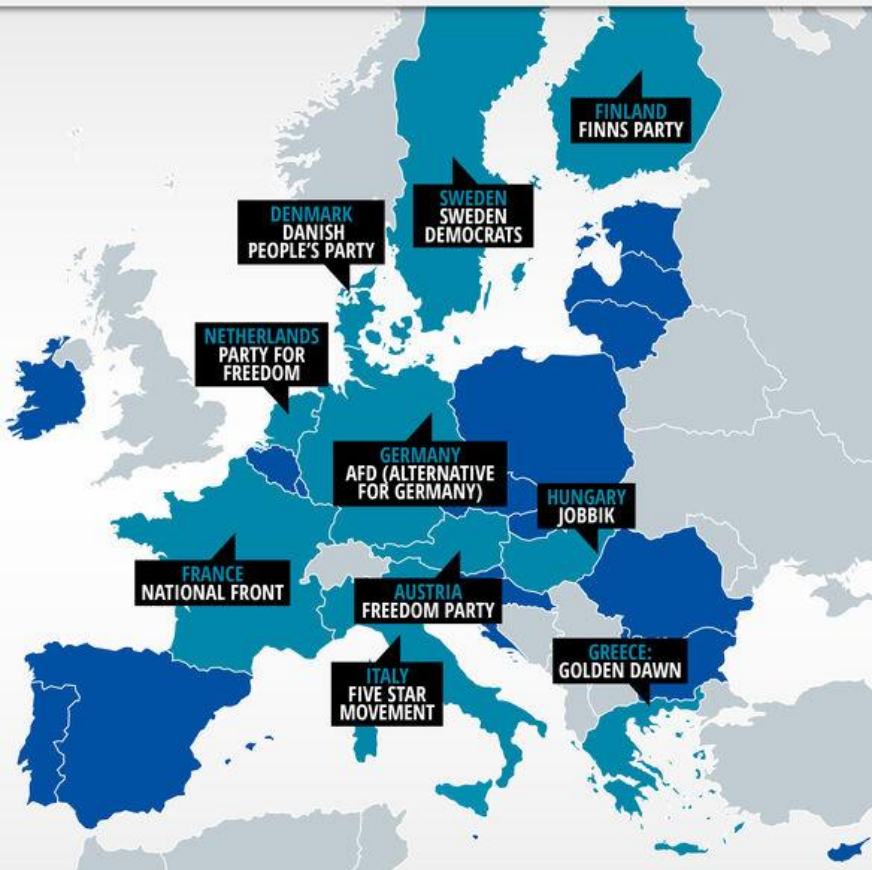 FINLAND
FINNS PARTY
SWEDEN
SWEDEN
DEMOCRATS
DENMARK
DANISH
PEOPLE'S PARTY
NETHERLANDS
PARTY FOR
FREEDOM
GERMANY
AFD (ALTERNATIVE
FOR GERMANY)
HUNGARY
JOBBIK
FRANCE
NATIONAL FRONT
AUSTRIA
FREEDOM PARTY
GREECE:
GOLDEN DAWN
ITALY
FIVE STAR
MOVEMENT